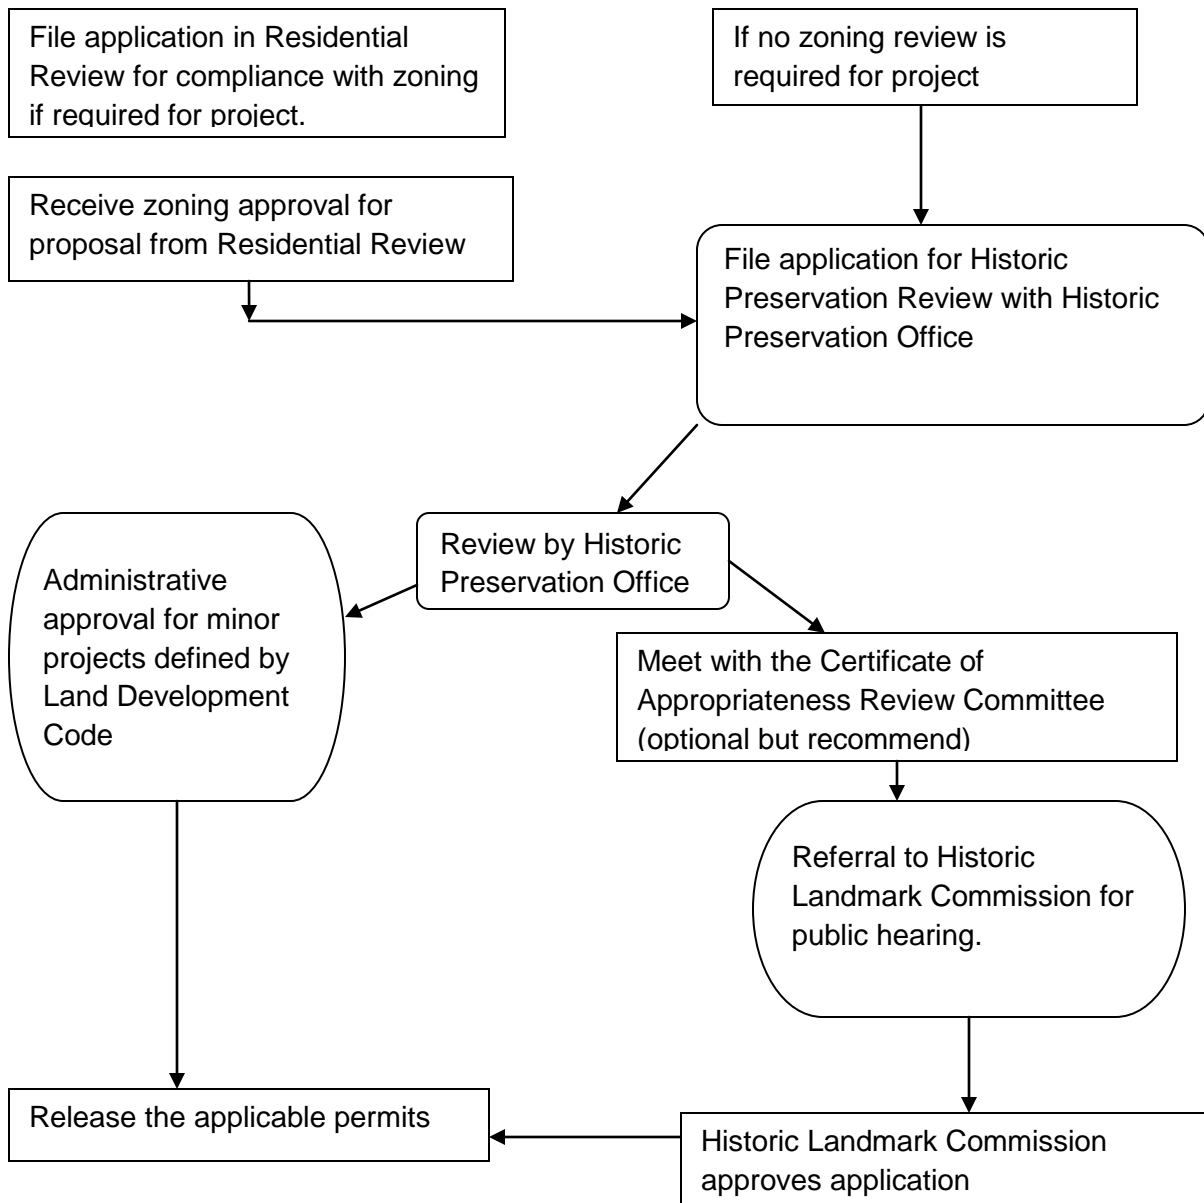 File application in Residential
Review for compliance with zoning
if required for project.
If no zoning review is
required for project
Receive zoning approval for
proposal from Residential Review
File application for Historic
Preservation Review with Historic
Preservation Office
Review by Historic
Preservation Office
Administrative
approval for minor
projects defined by
Land Development
Code
Meet with the Certificate of
Appropriateness Review Committee
(optional but recommend)
Referral to Historic
Landmark Commission for
public hearing.
Release the applicable permits
Historic Landmark Commission
approves application